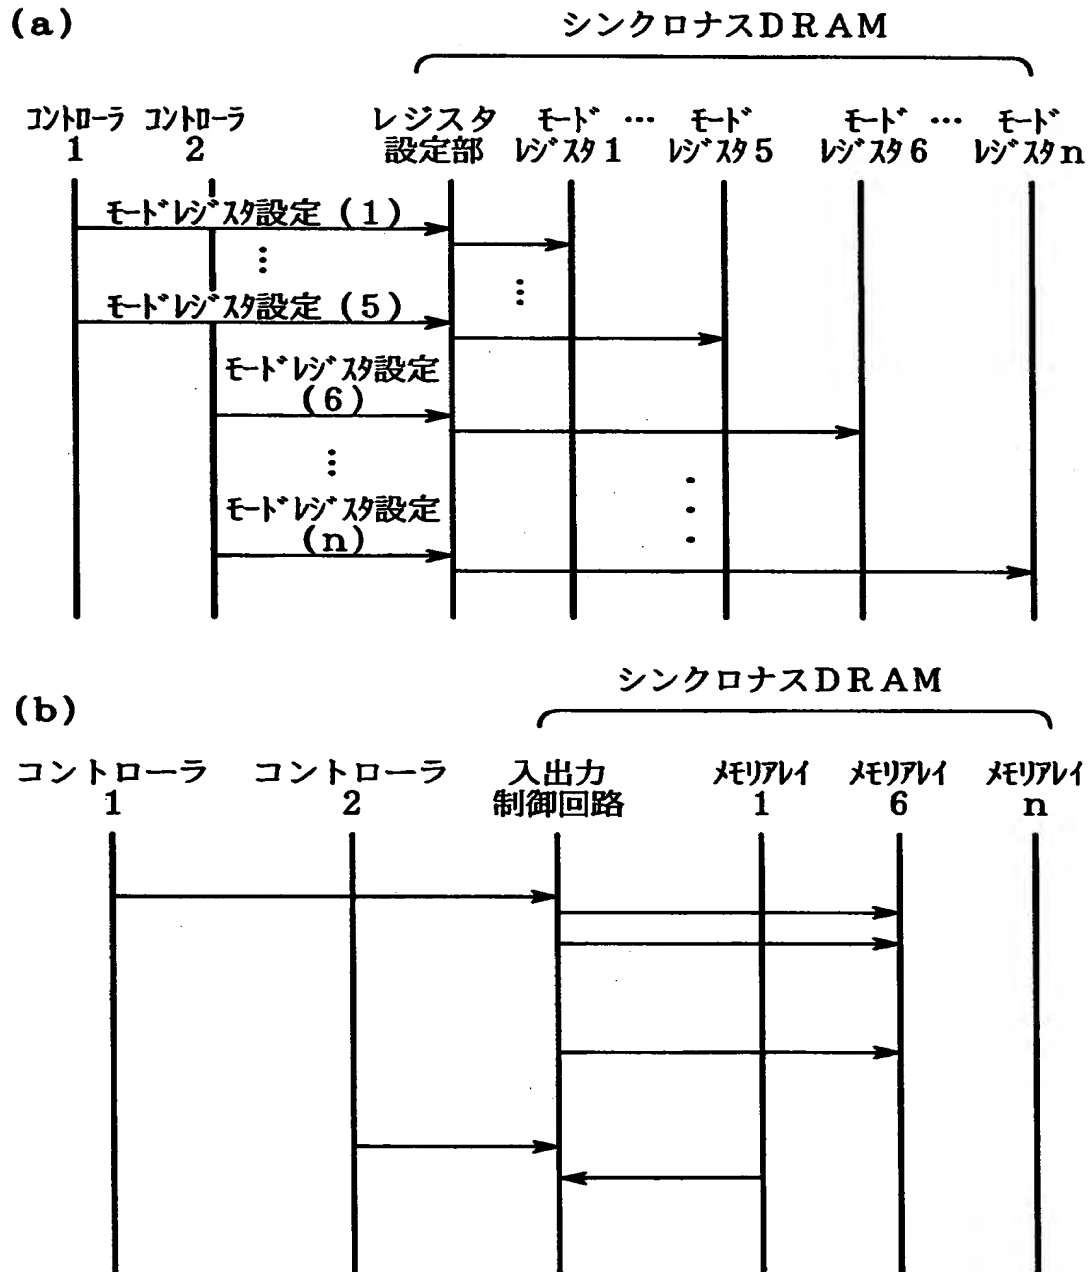 (a)
シンクロナスDRAM
コントローラ コントローラ レジスタ モード … モード モード … モード
1 2 設定部 レジスタ1 レジスタ5 レジスタ6 レジスタn
モードレジスタ設定(1)
⋮
⋮
モードレジスタ設定(5)
モードレジスタ設定
(6)
⋮
⋮
モードレジスタ設定
(n)
シンクロナスDRAM
(b)
コントローラ コントローラ 入出力 メモリアレイ メモリアレイ メモリアレイ
1 2 制御回路 1 6 n